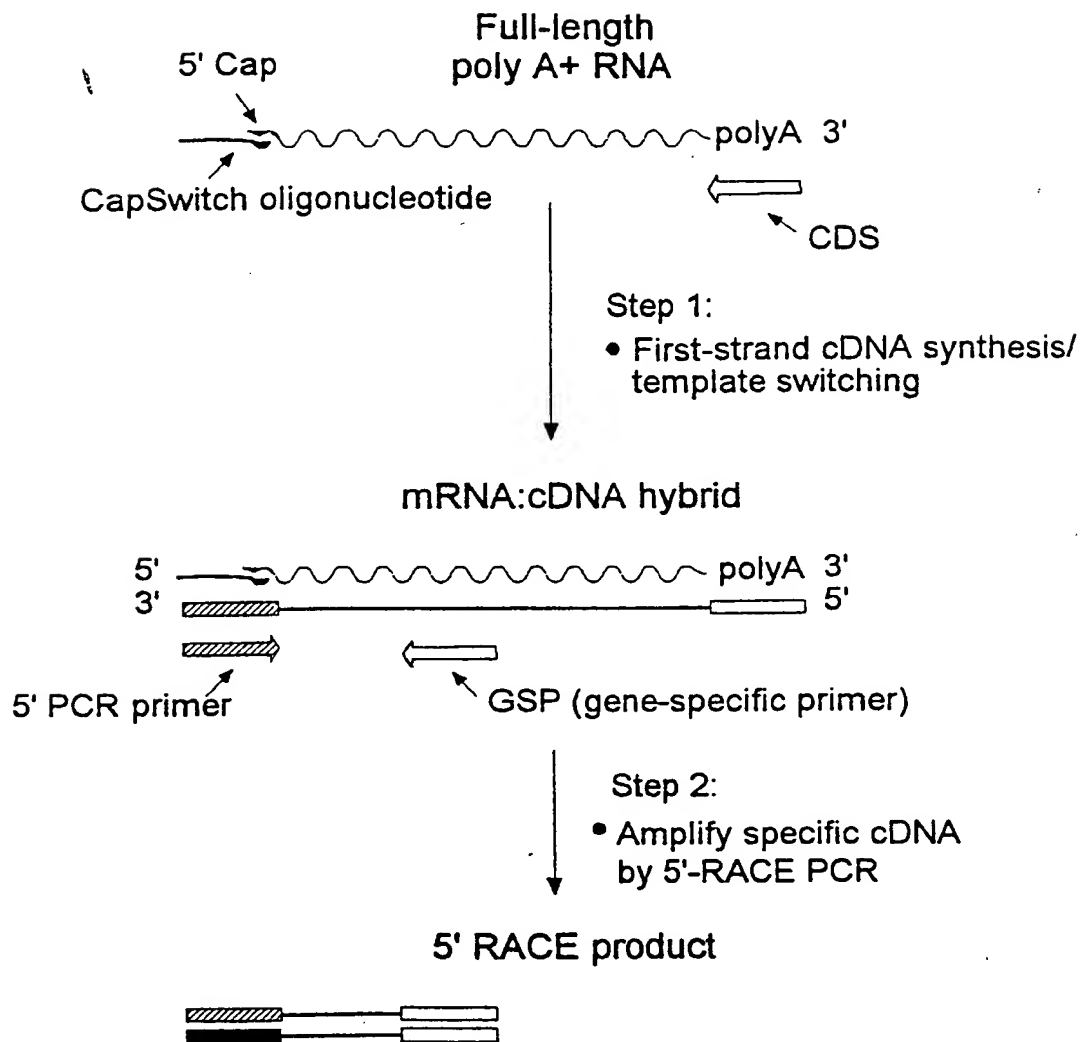 Full-length
poly A+ RNA
5' Cap
polyA 3'
CapSwitch oligonucleotide
CDS
Step 1:
• First-strand cDNA synthesis/
template switching
mRNA:cDNA hybrid
5' polyA 3'
3' 5'
5' PCR primer
GSP (gene-specific primer)
Step 2:
• Amplify specific cDNA
by 5'-RACE PCR
5' RACE product